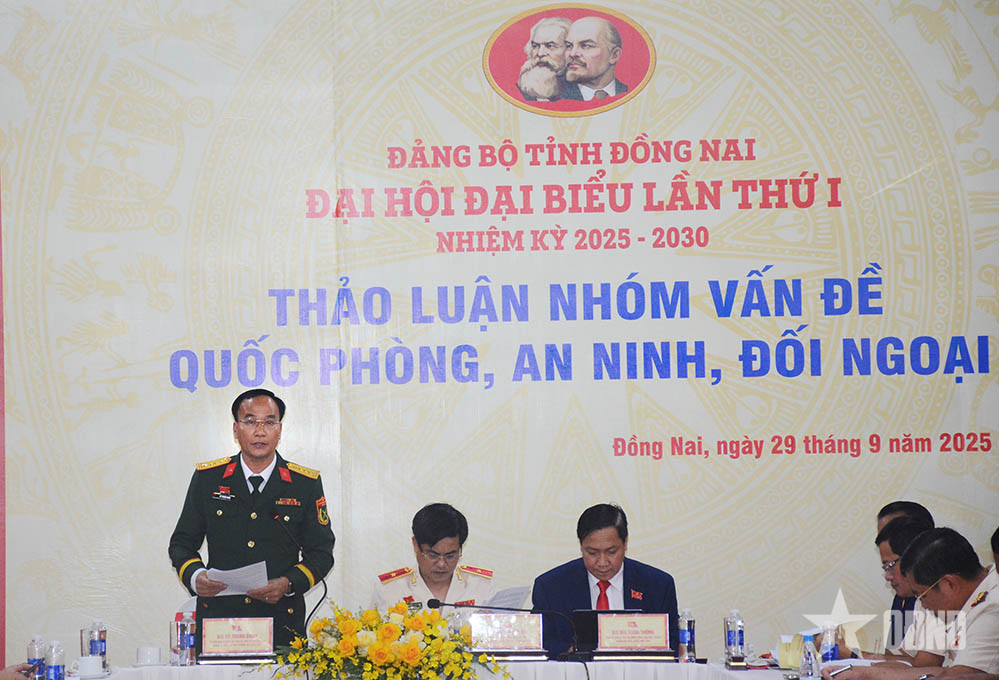 ĐẢNG BỘ TỈNH ĐỒNG NAI
ĐẠI HỘI ĐẠI BIỂU LẦN THỨ I
NHIỆM KỲ 2025 - 2030
THẢO LUẬN NHÓM VẤN ĐỀ
QUỐC PHÒNG, AN NINH, ĐỐI NGOẠI
Đồng Nai, ngày 29 tháng 9 năm 2025
QĐND